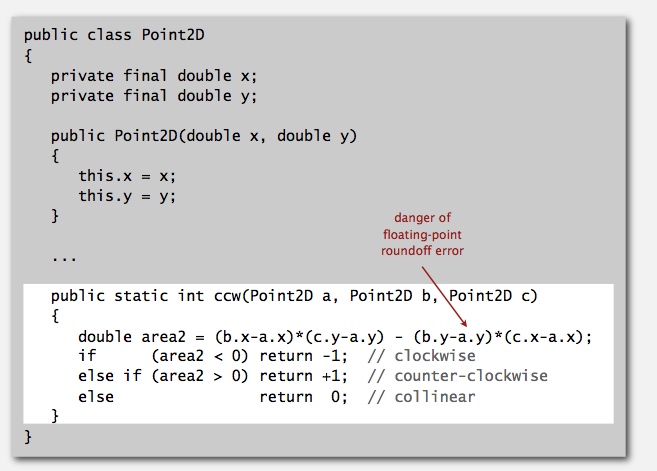 public class Point2D
{
   private final double x;
   private final double y;

   public Point2D(double x, double y)
   {
      this.x = x;
      this.y = y;
   }

   ...

danger of
floating-point
roundoff error

   public static int ccw(Point2D a, Point2D b, Point2D c)
   {
      double area2 = (b.x-a.x)*(c.y-a.y) - (b.y-a.y)*(c.x-a.x);
      if      (area2 < 0) return -1;  // clockwise
      else if (area2 > 0) return +1;  // counter-clockwise
      else                return  0;  // collinear
   }
}